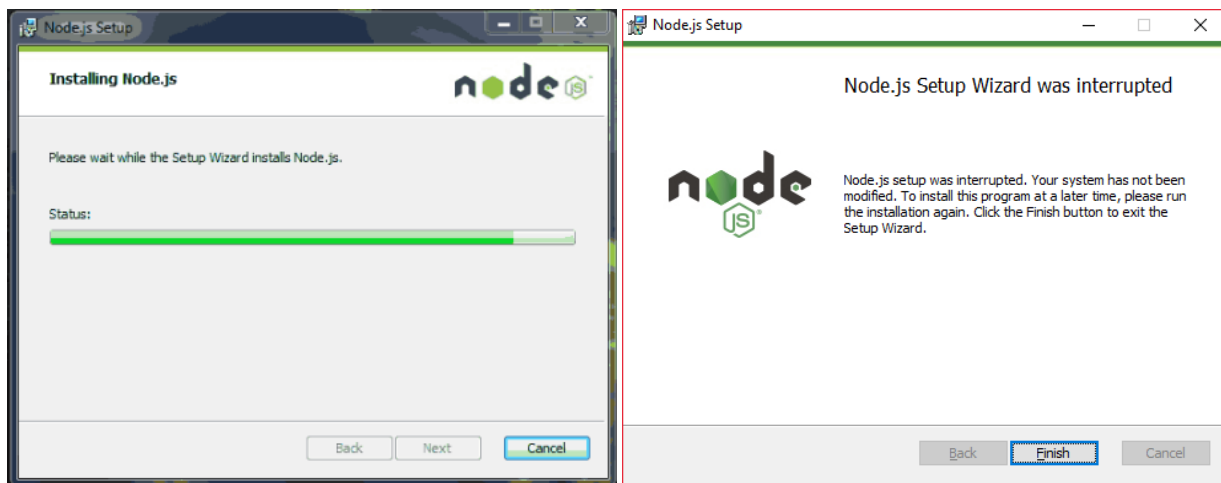 Node.js Setup
Installing Node.js
node JS
Please wait while the Setup Wizard installs Node.js.
Status:
Back
Next
Cancel
Node.js Setup
Node.js Setup Wizard was interrupted
node
JS
Node.js setup was interrupted. Your system has not been
modified. To install this program at a later time, please run
the installation again. Click the Finish button to exit the
Setup Wizard.
Back
Finish
Cancel